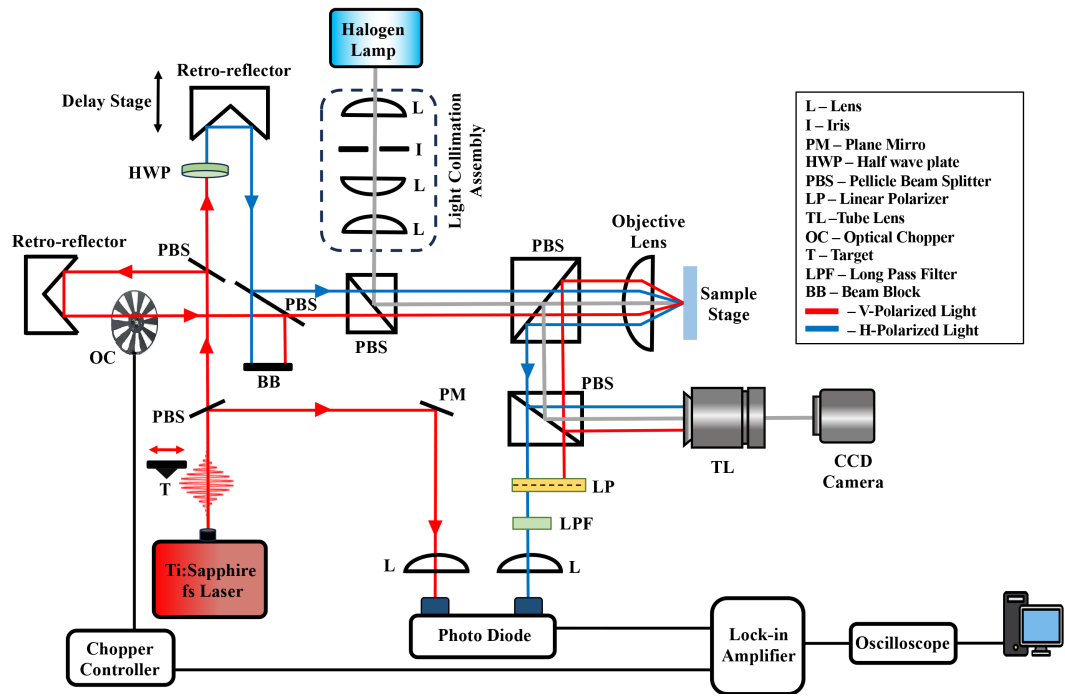 Halogen
Lamp
Retro-reflector
Delay Stage
L
I
L
L
Light Collimation
Assembly
HWP
L – Lens
I – Iris
PM – Plane Mirro
HWP – Half wave plate
PBS – Pellicle Beam Splitter
LP – Linear Polarizer
TL –Tube Lens
OC – Optical Chopper
T – Target
LPF – Long Pass Filter
BB – Beam Block
– V-Polarized Light
– H-Polarized Light
Retro-reflector
PBS
PBS
PBS
PBS
Objective
Lens
Sample
Stage
OC
BB
PBS
PM
PBS
TL
CCD
Camera
T
LP
LPF
L
L
Ti:Sapphire
fs Laser
Photo Diode
Chopper
Controller
Lock-in
Amplifier
Oscilloscope